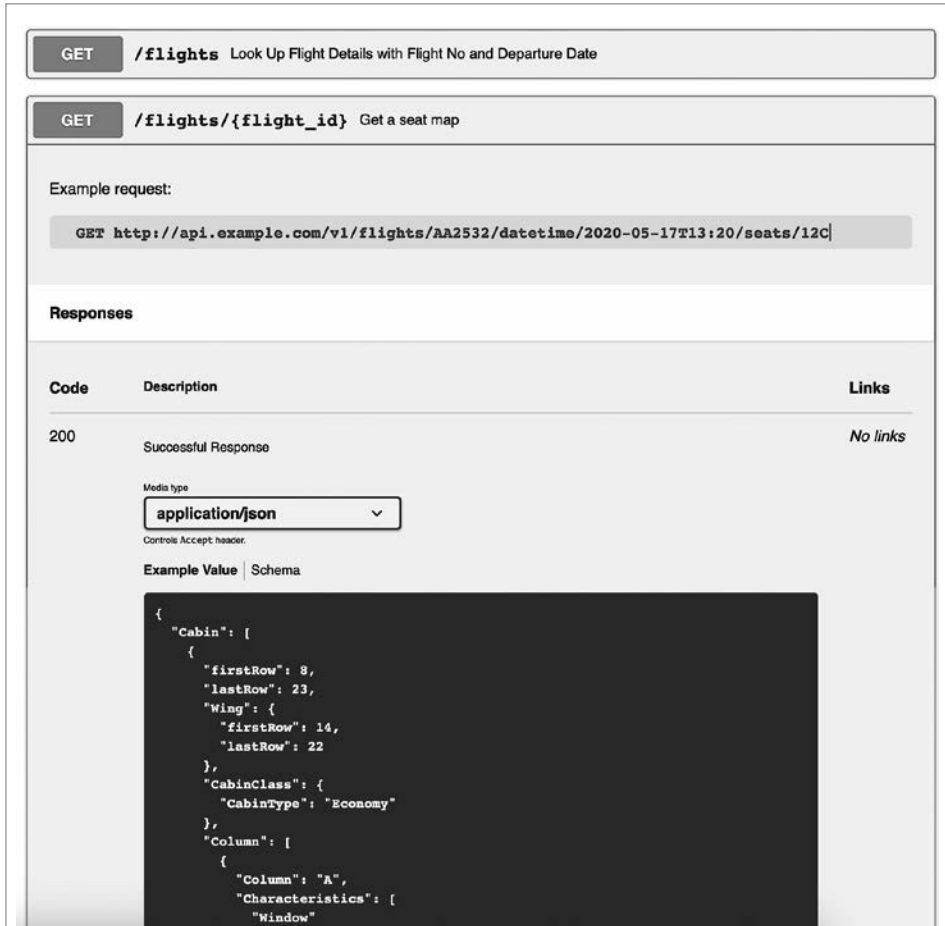 GET /flights Look Up Flight Details with Flight No and Departure Date
GET /flights/{flight_id} Get a seat map
Example request:
GET http://api.example.com/v1/flights/AA2532/datetime/2020-05-17T13:20/seats/12C
Responses
Code Description Links
200 Successful Response No links
Media type
application/json
Controls Accept header.
Example Value Schema
{
"Cabin": [
{
"firstRow": 8,
"lastRow": 23,
"Wing": {
"firstRow": 14,
"lastRow": 22
},
"CabinClass": {
"CabinType": "Economy"
},
"Column": [
{
"Column": "A",
"Characteristics": [
"Window"